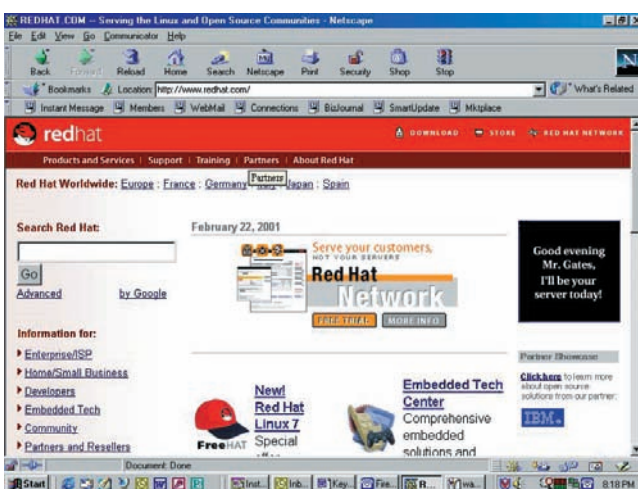 REDHAT.COM -- Serving the Linux and Open Source Communities - Netscape
File Edit View Go Communicator Help
Back Forward Reload Home Search Netscape Print Security Shop Stop
Bookmarks Location: http://www.redhat.com/ What's Related
Instant Message Members WebMail Connections BizJournal SmartUpdate Mktplace
redhat DOWNLOAD STORE RED HAT NETWORK
Products and Services | Support | Training | Partners | About Red Hat
Partners
Red Hat Worldwide: Europe : France : Germany : Japan : Spain
Search Red Hat:
Go
Advanced by Google
Information for:
Enterprise/ISP
Home/Small Business
Developers
Embedded Tech
Community
Partners and Resellers
February 22, 2001
Serve your customers,
NOT YOUR SERVERS
Red Hat
Network
FREE TRIAL MORE INFO
New!
Red Hat
Linux 7
Special
FreeHAT
Embedded Tech
Center
Comprehensive
embedded
solutions and
Good evening
Mr. Gates,
I'll be your
server today!
Partner Showcase
Click here to learn more
about open source
solutions from our partner:
IBM.
Document: Done
Start Inst... Inb... Key... Fire... R... wa... 8:18 PM